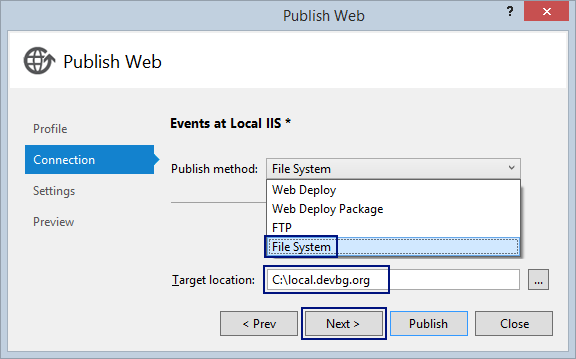 Publish Web
?
Publish Web
Profile
Connection
Settings
Preview
Events at Local IIS *
Publish method: File System
Web Deploy
Web Deploy Package
FTP
File System
Target location: C:\local.devbg.org ...
< Prev Next > Publish Close